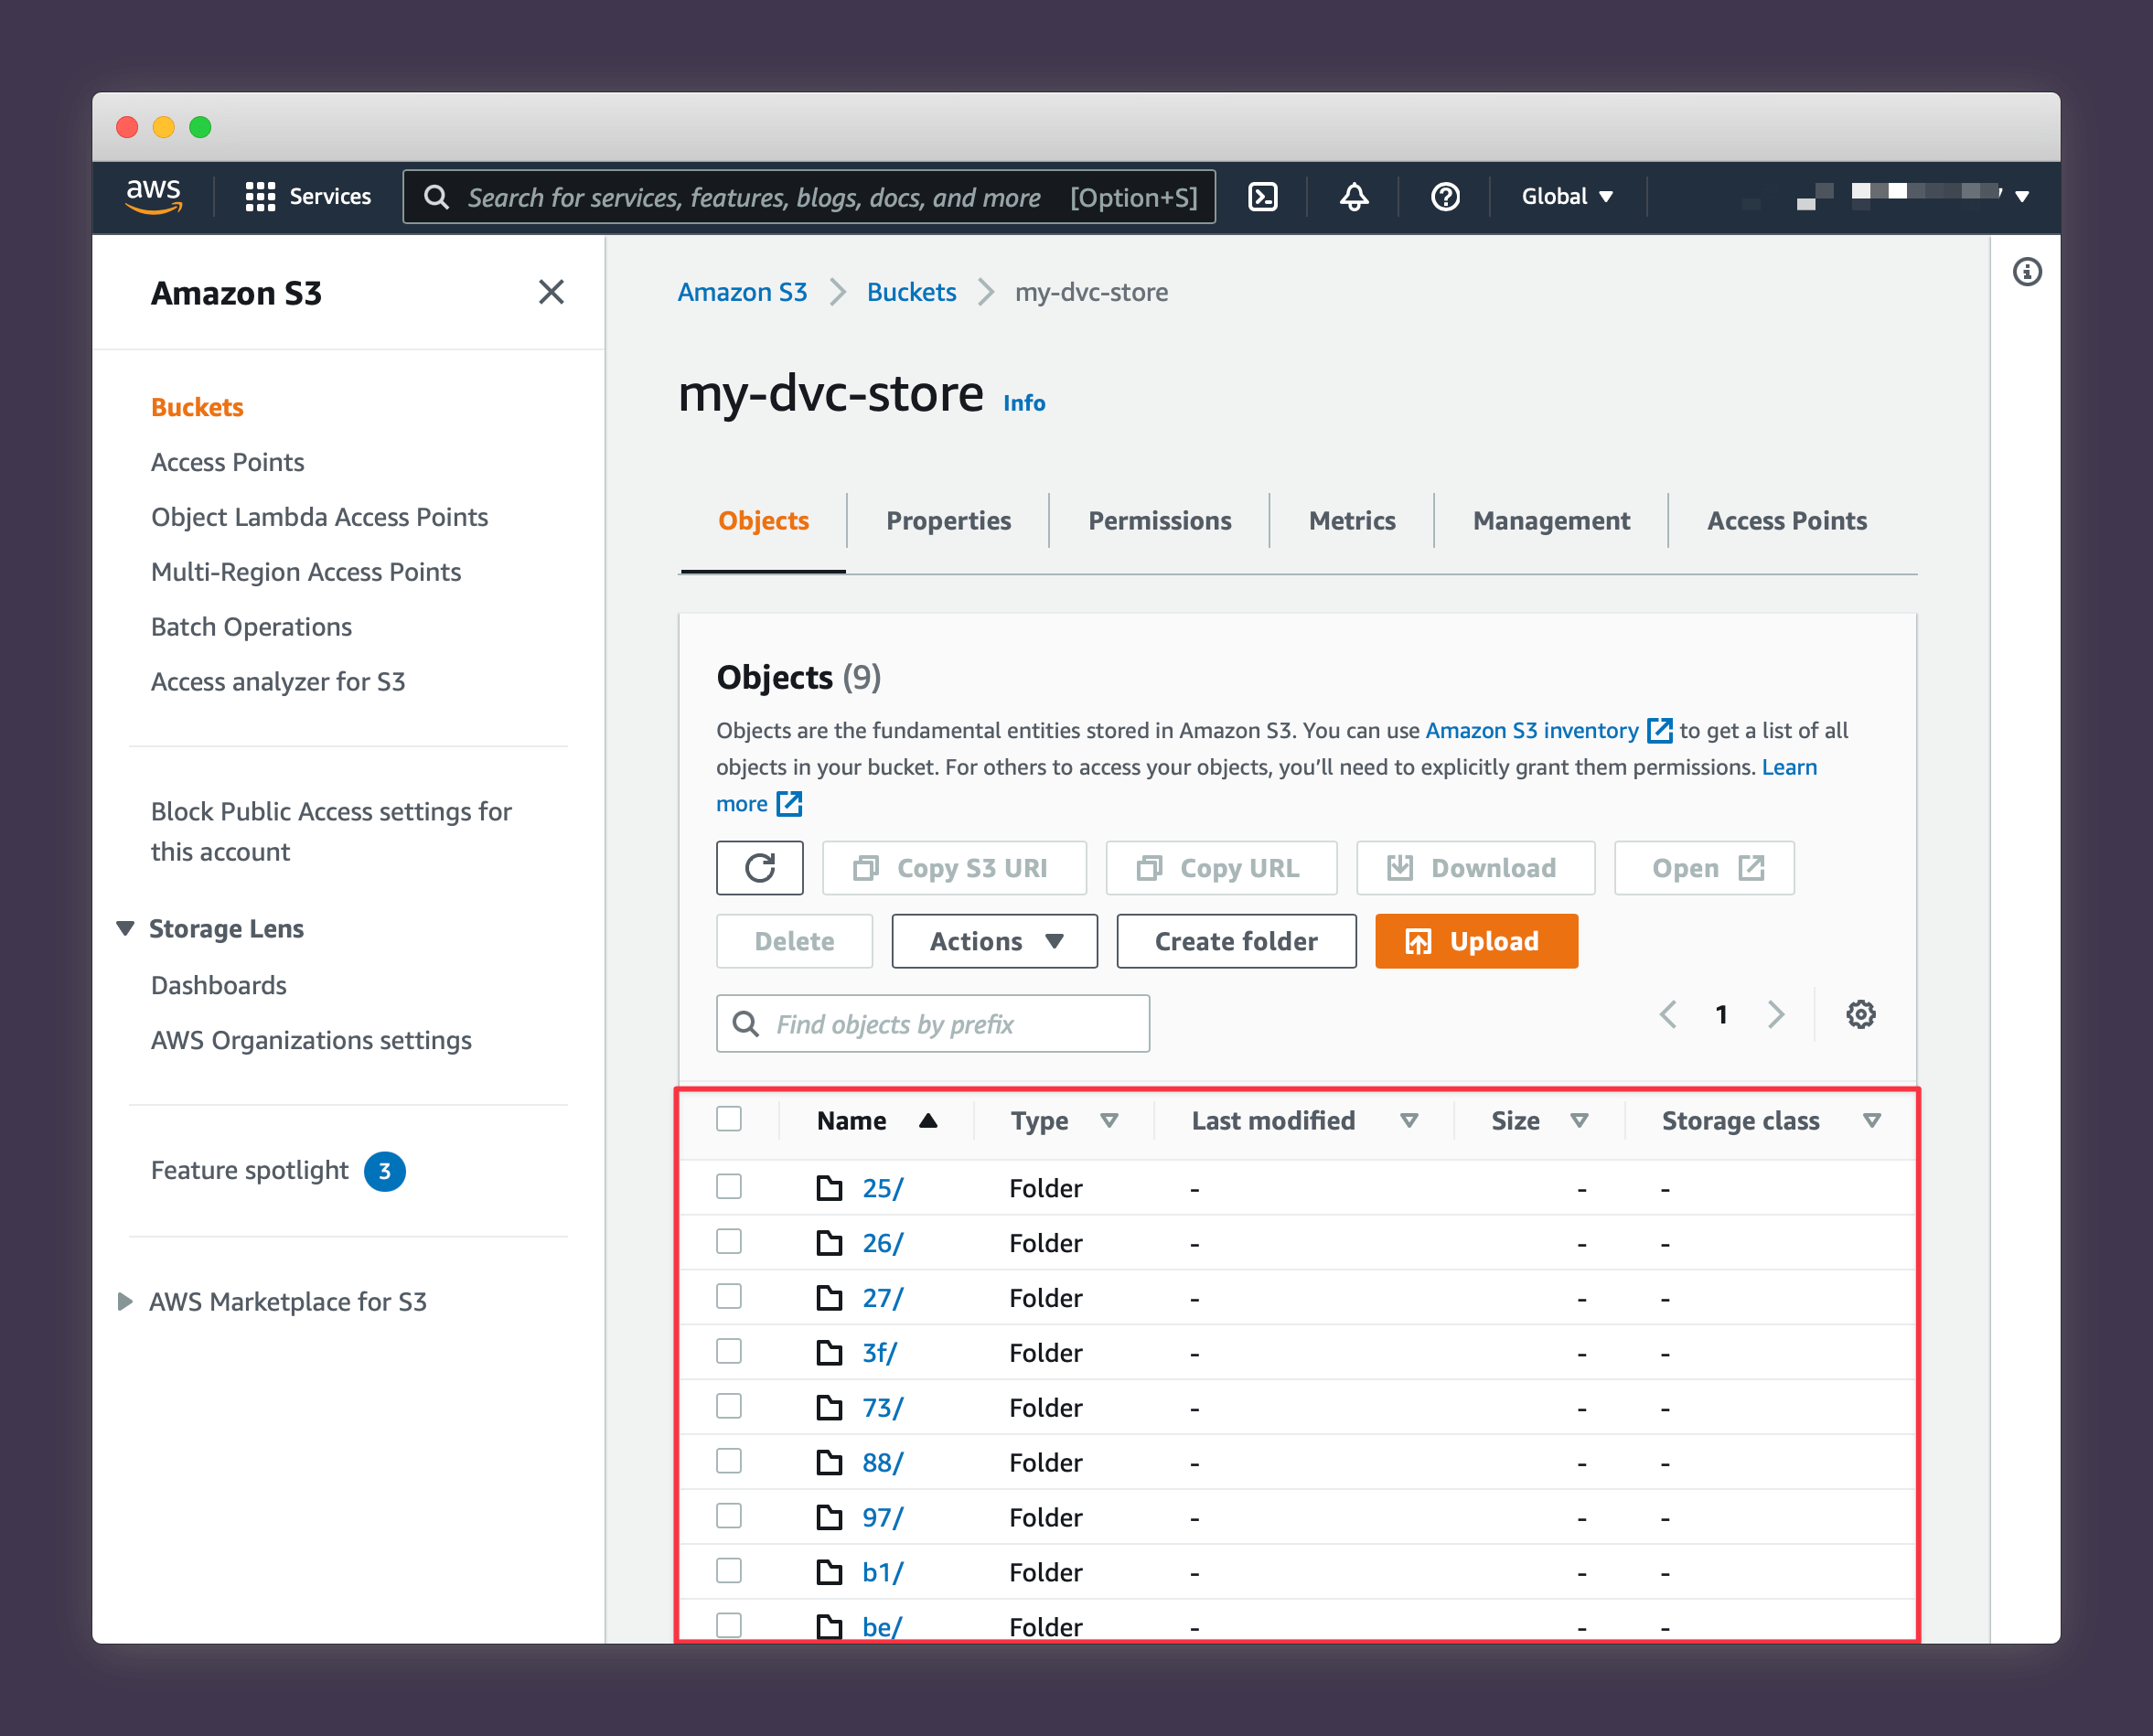 aws
Services
Search for services, features, blogs, docs, and more [Option+S]
Global
Amazon S3
Buckets
Access Points
Object Lambda Access Points
Multi-Region Access Points
Batch Operations
Access analyzer for S3
Block Public Access settings for
this account
Storage Lens
Dashboards
AWS Organizations settings
Feature spotlight 3
AWS Marketplace for S3
Amazon S3 Buckets my-dvc-store
my-dvc-store Info
Objects Properties Permissions Metrics Management Access Points
Objects (9)
Objects are the fundamental entities stored in Amazon S3. You can use Amazon S3 inventory to get a list of all
objects in your bucket. For others to access your objects, you’ll need to explicitly grant them permissions. Learn
more
Copy S3 URI Copy URL Download Open
Delete Actions Create folder Upload
Find objects by prefix 1
Name Type Last modified Size Storage class
25/ Folder - - -
26/ Folder - - -
27/ Folder - - -
3f/ Folder - - -
73/ Folder - - -
88/ Folder - - -
97/ Folder - - -
b1/ Folder - - -
be/ Folder - - -